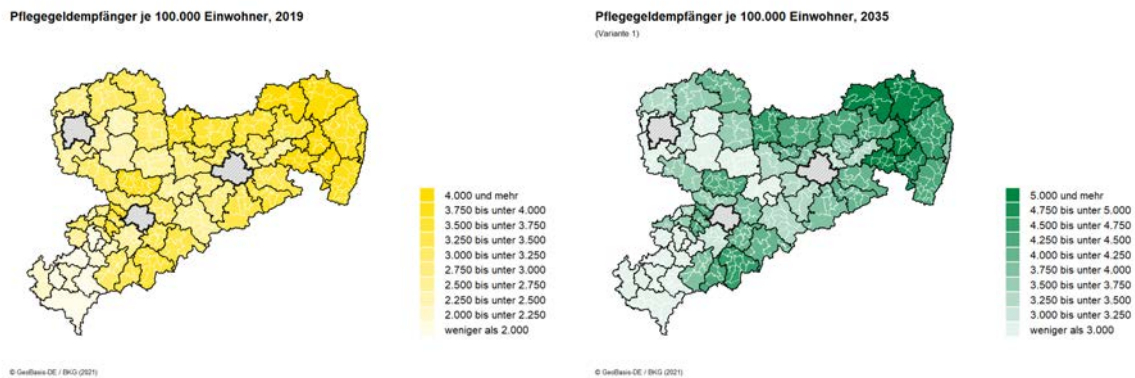 Pflegegeldempfänger je 100.000 Einwohner, 2019
4.000 und mehr
3.750 bis unter 4.000
3.500 bis unter 3.750
3.250 bis unter 3.500
3.000 bis unter 3.250
2.750 bis unter 3.000
2.500 bis unter 2.750
2.250 bis unter 2.500
2.000 bis unter 2.250
weniger als 2.000
© GeoBasis-DE / BKG (2021)
Pflegegeldempfänger je 100.000 Einwohner, 2035
(Variante 1)
5.000 und mehr
4.750 bis unter 5.000
4.500 bis unter 4.750
4.250 bis unter 4.500
4.000 bis unter 4.250
3.750 bis unter 4.000
3.500 bis unter 3.750
3.250 bis unter 3.500
3.000 bis unter 3.250
weniger als 3.000
© GeoBasis-DE / BKG (2021)